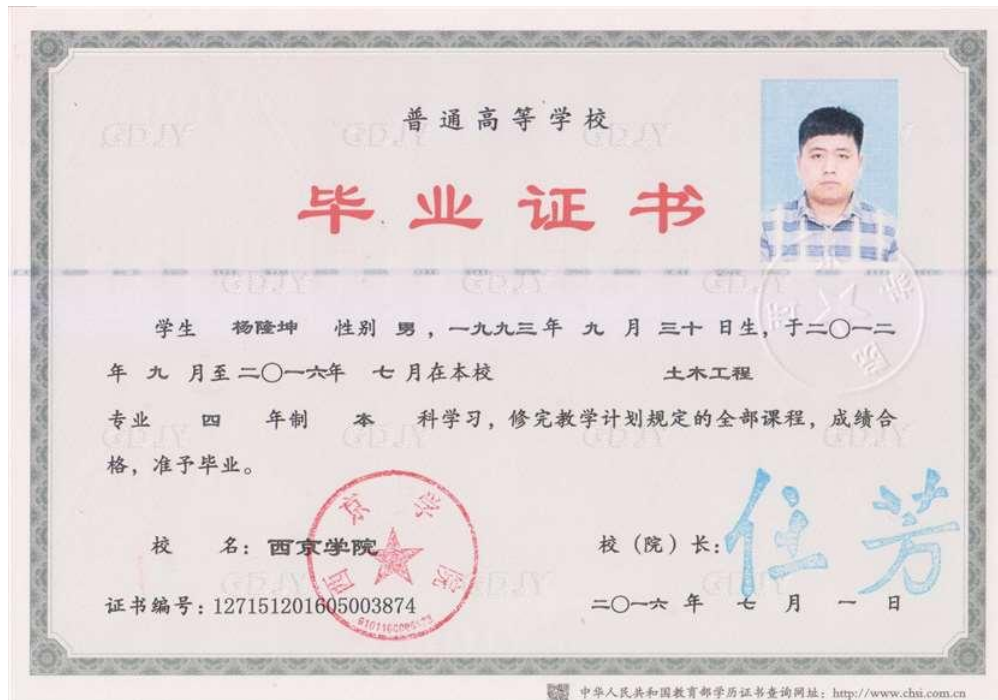 普通高等学校
毕业证书
学生 杨隆坤 性别 男，一九九三年 九 月 三十 日生，于二〇一二
年 九 月至 二〇一六年 七 月在本校 土木工程
专业 四 年制 本 科学习，修完教学计划规定的全部课程，成绩合
格，准予毕业。
校 名：西京学院
西京学院
校（院）长：
任芳
证书编号：127151201605003874
二〇一六 年 七 月 一 日
中华人民共和国教育部学历证书查询网址：http://www.chsi.com.cn
GDJY